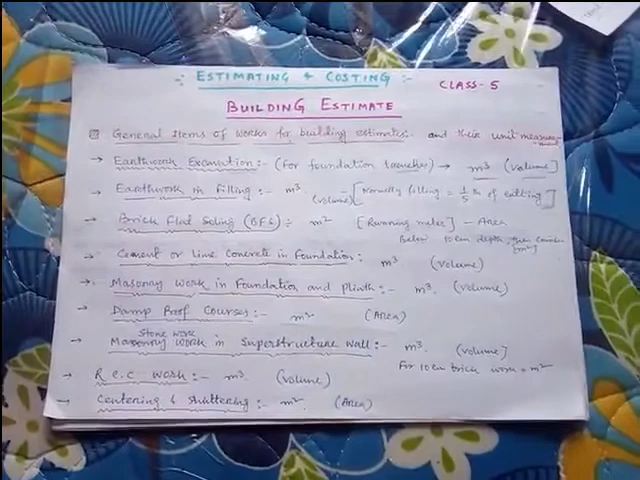 ∴ ESTIMATING & COSTING :-
CLASS-5
BUILDING ESTIMATE
General Items of works for building estimates:- and their unit measurement
→ Earthwork Excavation:- (For foundation trenches) → m³ (Volume)
→ Earthwork in Filling:- m³ (Volume) - [Normally filling = 1/5 th of cutting]
→ Brick Flat Soling (BFS) :- m² [Running meter] - Area
Below 10cm depth, then consider [m²]
→ Cement or Lime Concrete in Foundation: m³ (Volume)
→ Masonry Work in Foundation and Plinth:- m³. (Volume)
→ Damp Proof Courses:- m² (Area)
Stone work
→ Masonry Work in Superstructure Wall:- m³. (Volume)
For 10cm brick work = m²
→ R.C.C Work :- m³. (Volume)
→ Centering & Shuttering:- m². (Area)